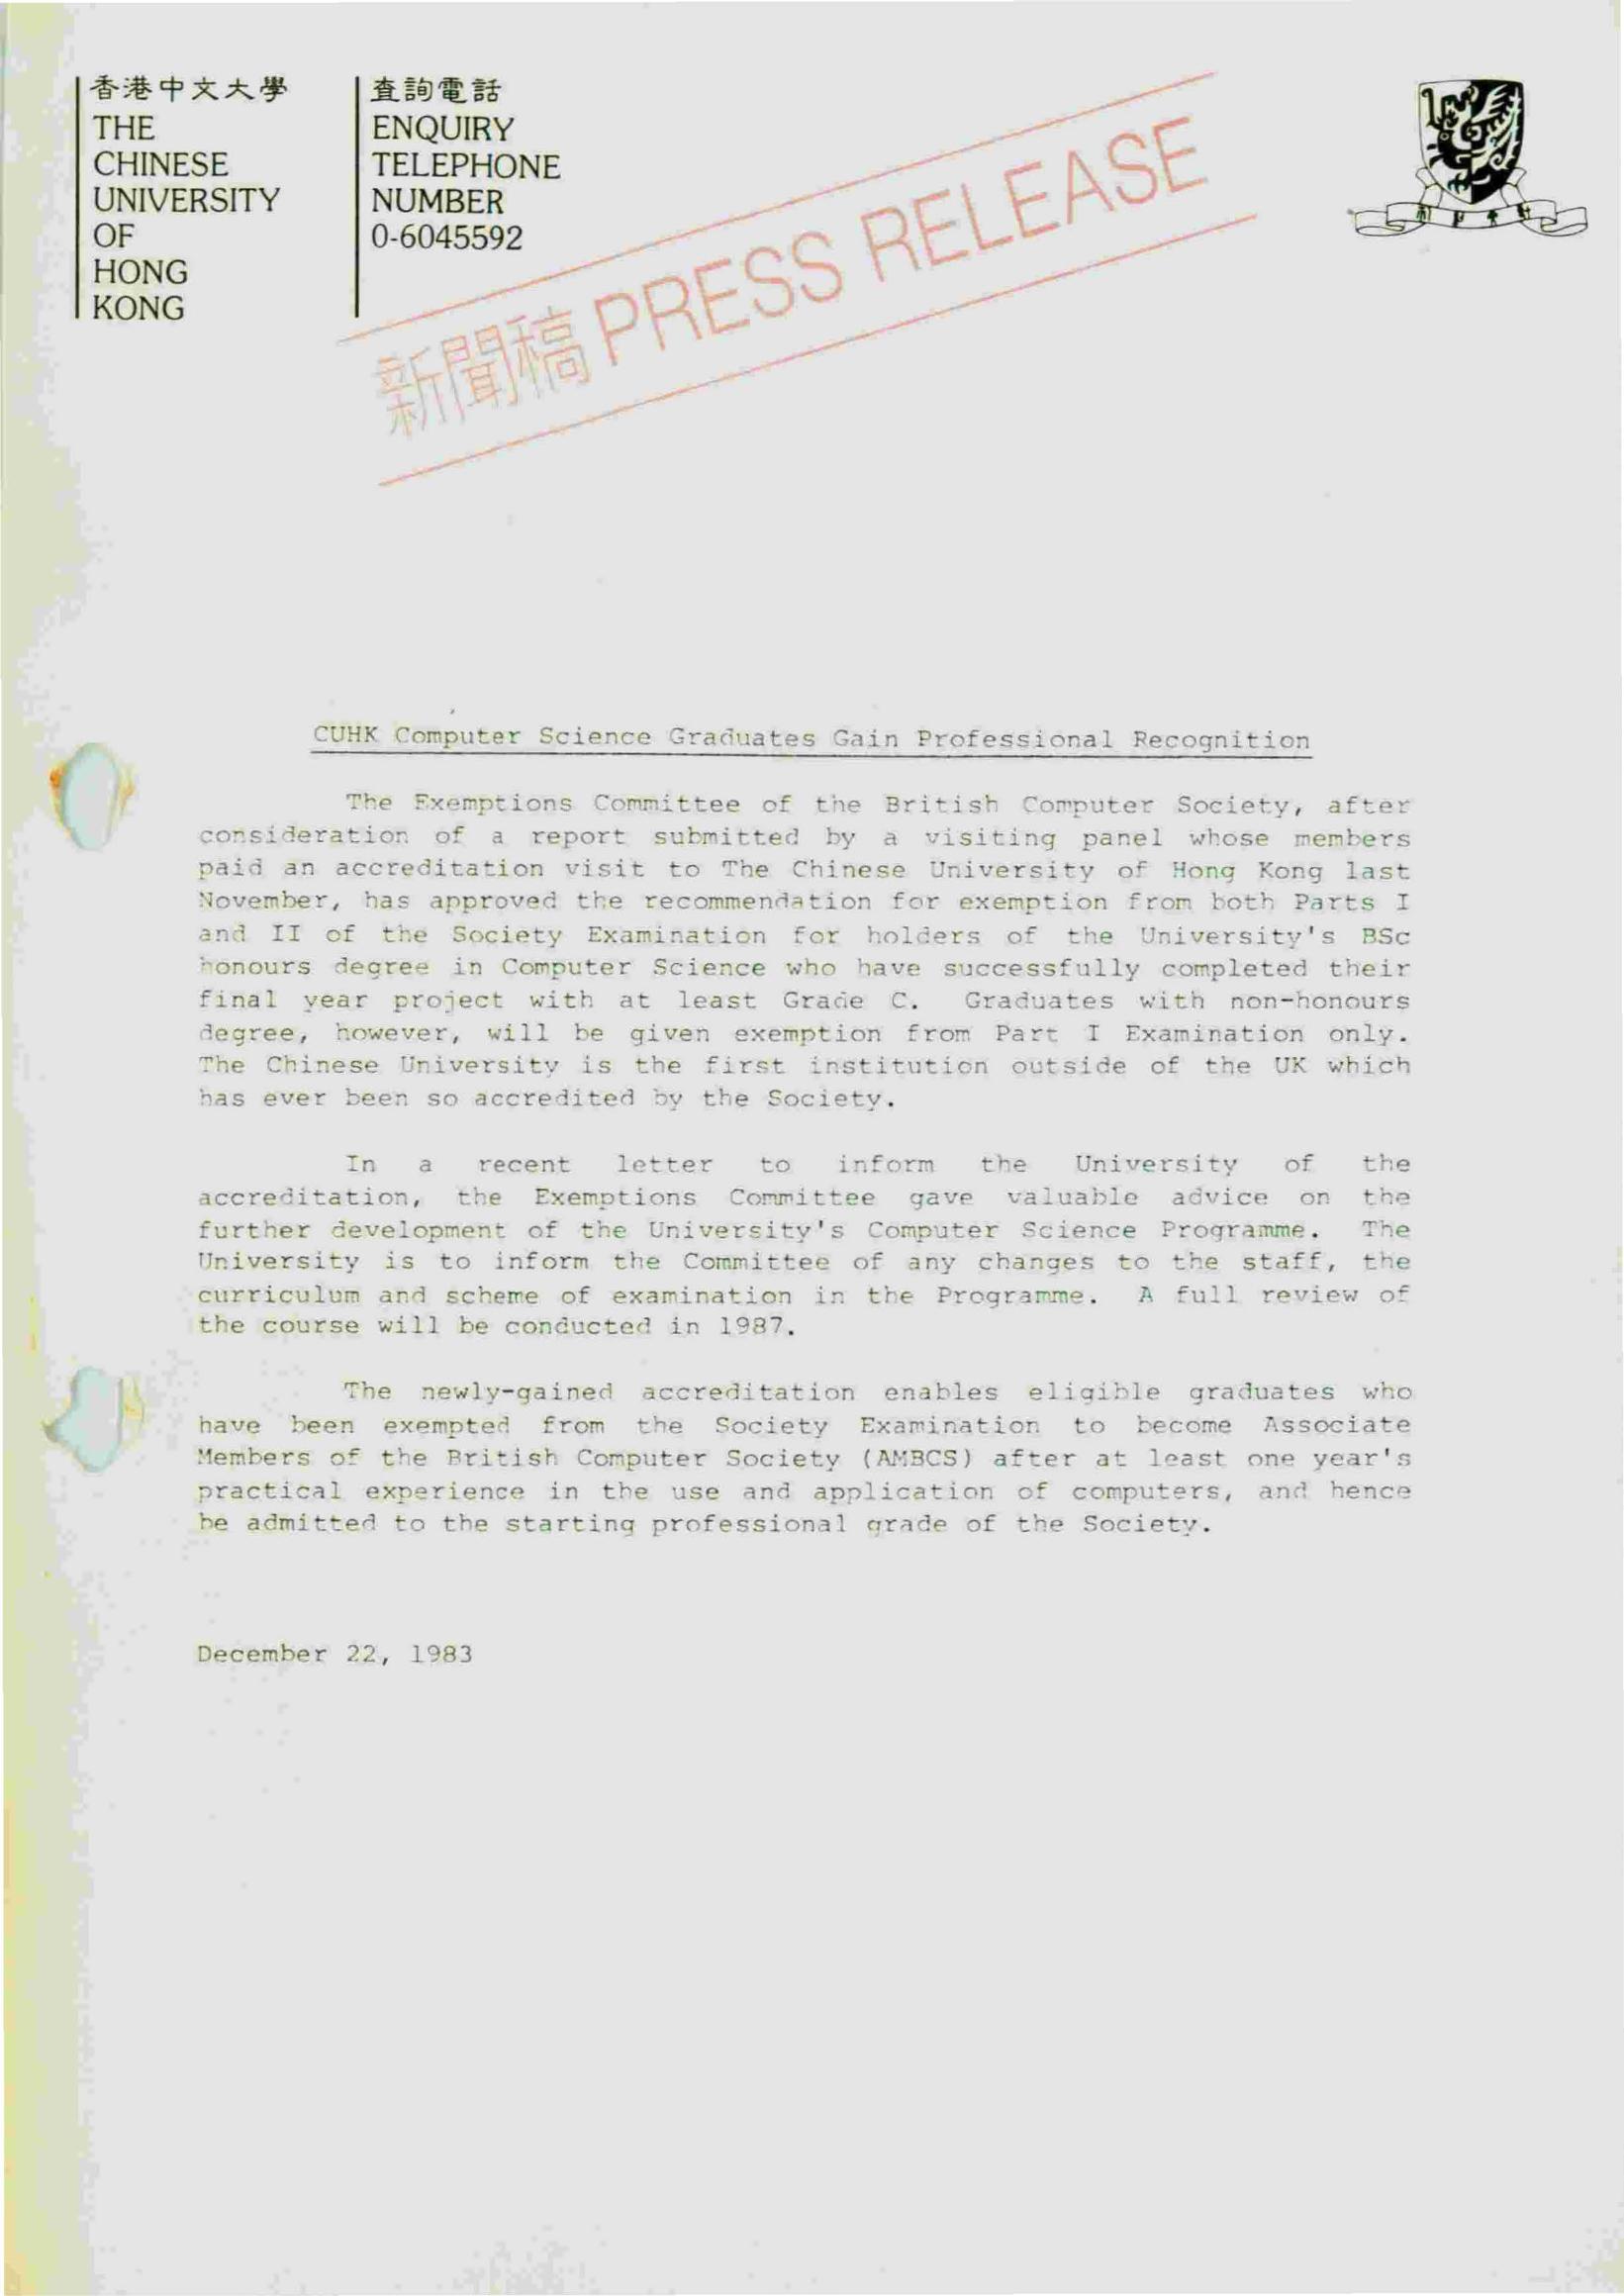 香港中文大學
THE
CHINESE
UNIVERSITY
OF
HONG
KONG
查詢電話
ENQUIRY
TELEPHONE
NUMBER
0-6045592
新聞稿 PRESS RELEASE
CUHK Computer Science Graduates Gain Professional Recognition
The Exemptions Committee of the British Computer Society, after
consideration of a report submitted by a visiting panel whose members
paid an accreditation visit to The Chinese University of Hong Kong last
November, has approved the recommendation for exemption from both Parts I
and II of the Society Examination for holders of the University's BSc
honours degree in Computer Science who have successfully completed their
final year project with at least Grade C. Graduates with non-honours
degree, however, will be given exemption from Part I Examination only.
The Chinese University is the first institution outside of the UK which
has ever been so accredited by the Society.
In a recent letter to inform the University of the
accreditation, the Exemptions Committee gave valuable advice on the
further development of the University's Computer Science Programme. The
University is to inform the Committee of any changes to the staff, the
curriculum and scheme of examination in the Programme. A full review of
the course will be conducted in 1987.
The newly-gained accreditation enables eligible graduates who
have been exempted from the Society Examination to become Associate
Members of the British Computer Society (AMBCS) after at least one year's
practical experience in the use and application of computers, and hence
be admitted to the starting professional grade of the Society.
December 22, 1983